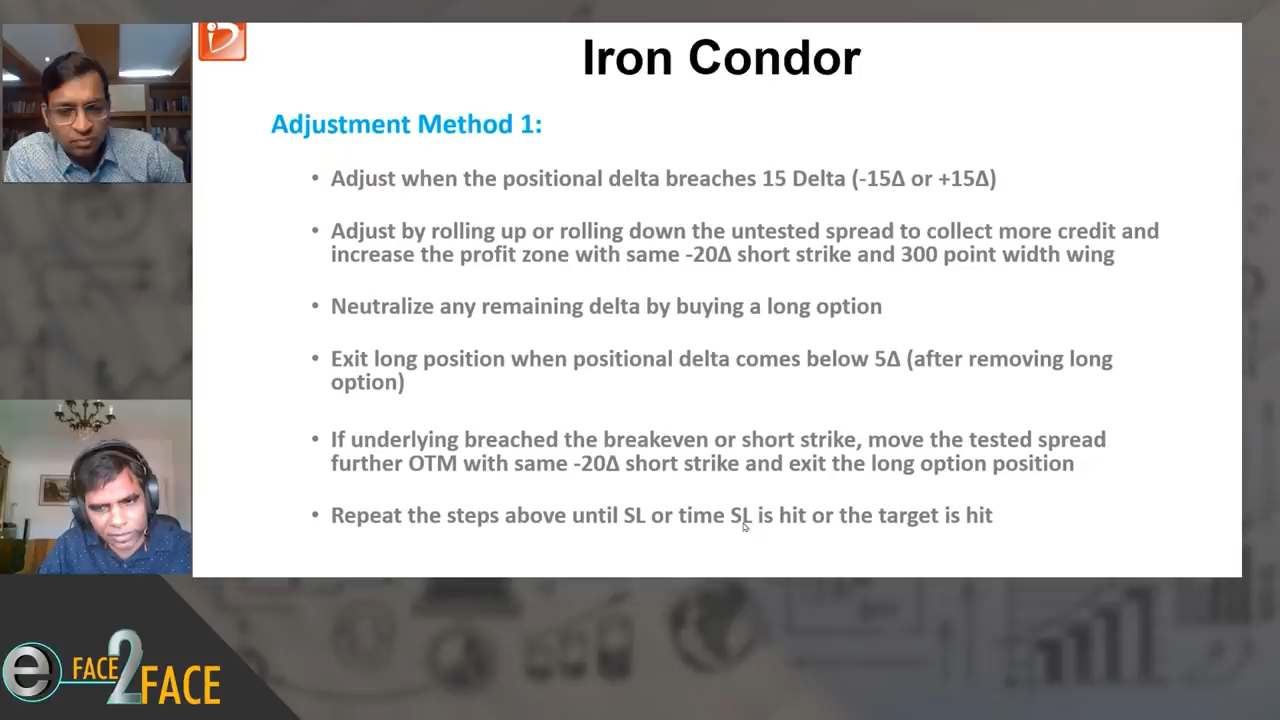 Iron Condor
Adjustment Method 1:
• Adjust when the positional delta breaches 15 Delta (-15Δ or +15Δ)
• Adjust by rolling up or rolling down the untested spread to collect more credit and
increase the profit zone with same -20Δ short strike and 300 point width wing
• Neutralize any remaining delta by buying a long option
• Exit long position when positional delta comes below 5Δ (after removing long
option)
• If underlying breached the breakeven or short strike, move the tested spread
further OTM with same -20Δ short strike and exit the long option position
• Repeat the steps above until SL or time SL is hit or the target is hit
e FACE2FACE